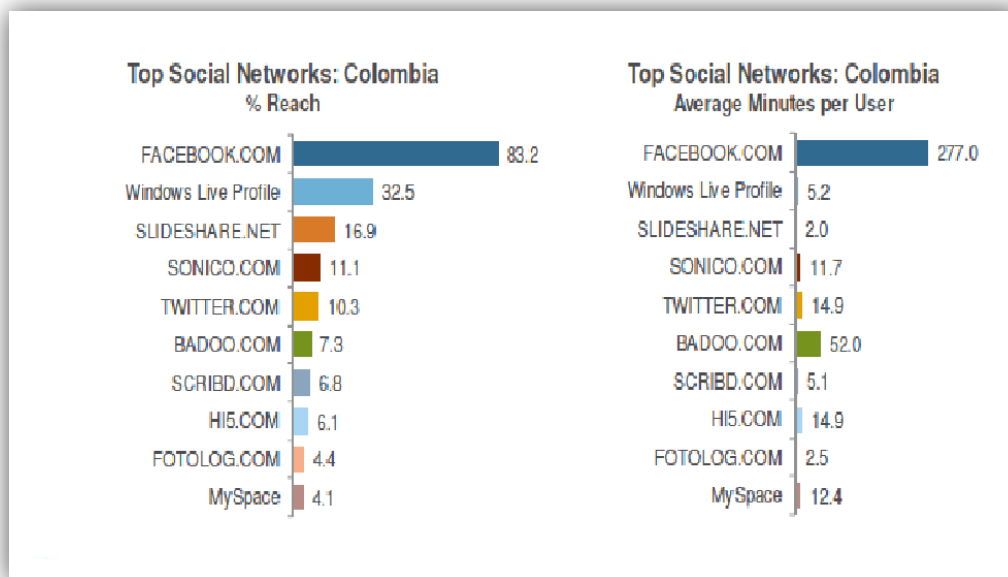 Top Social Networks: Colombia
% Reach
FACEBOOK.COM 83.2
Windows Live Profile 32.5
SLIDESHARE.NET 16.9
SONICO.COM 11.1
TWITTER.COM 10.3
BADOO.COM 7.3
SCRIBD.COM 6.8
HI5.COM 6.1
FOTOLOG.COM 4.4
MySpace 4.1
Top Social Networks: Colombia
Average Minutes per User
FACEBOOK.COM 277.0
Windows Live Profile 5.2
SLIDESHARE.NET 2.0
SONICO.COM 11.7
TWITTER.COM 14.9
BADOO.COM 52.0
SCRIBD.COM 5.1
HI5.COM 14.9
FOTOLOG.COM 2.5
MySpace 12.4